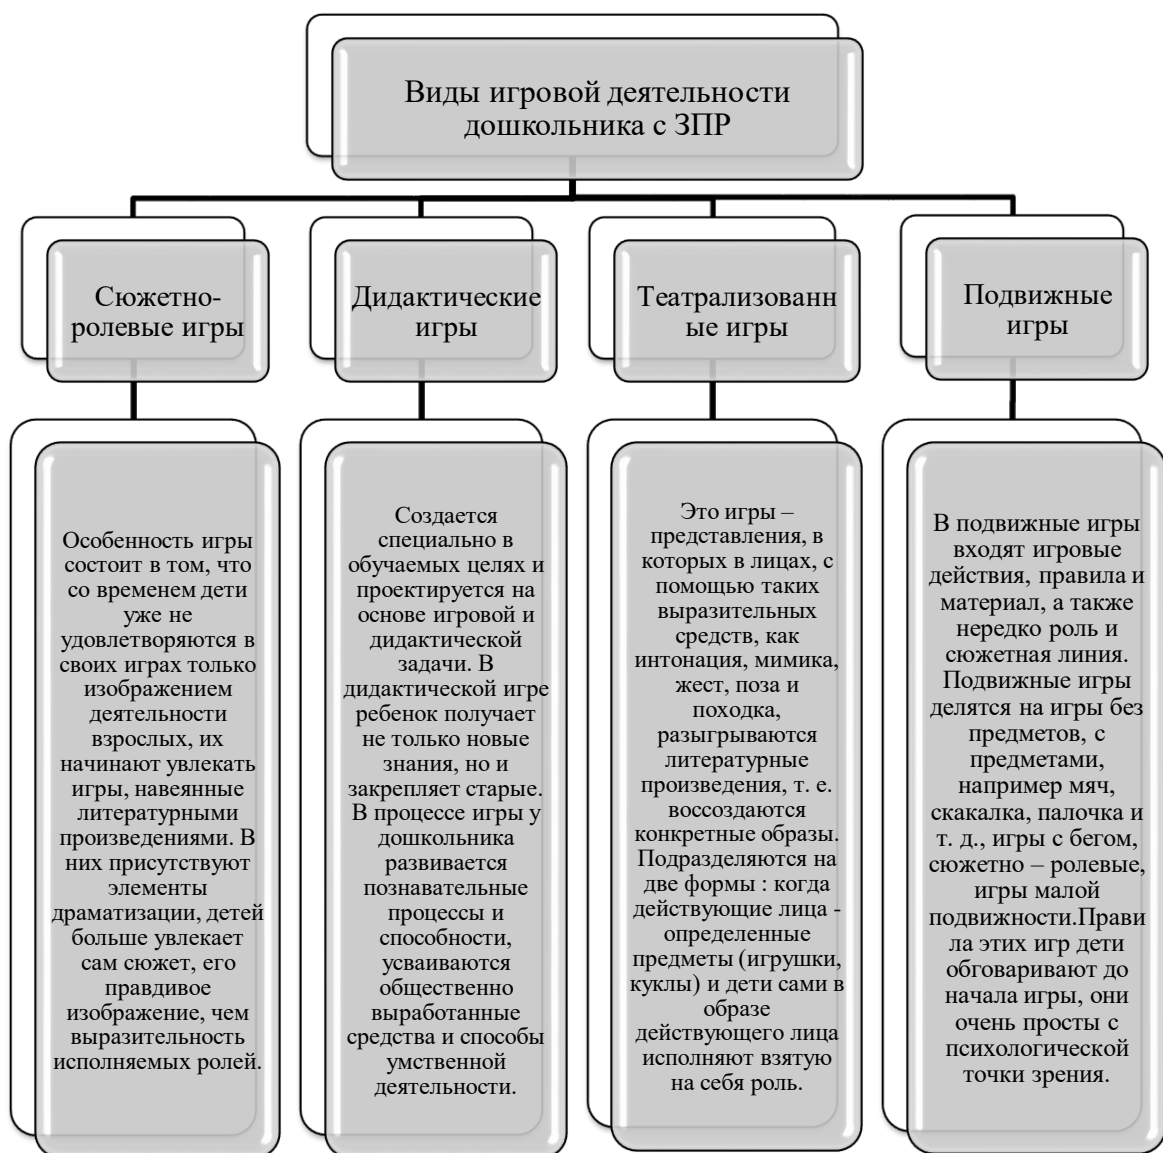 Виды игровой деятельности
дошкольника с ЗПР
Сюжетно-
ролевые игры
Дидактические
игры
Театрализованн
ые игры
Подвижные
игры
Особенность игры
состоит в том, что
со временем дети
уже не
удовлетворяются в
своих играх только
изображением
деятельности
взрослых, их
начинают увлекать
игры, навеянные
литературными
произведениями. В
них присутствуют
элементы
драматизации, детей
больше увлекает
сам сюжет, его
правдивое
изображение, чем
выразительность
исполняемых ролей.
Создается
специально в
обучаемых целях и
проектируется на
основе игровой и
дидактической
задачи. В
дидактической игре
ребенок получает
не только новые
знания, но и
закрепляет старые.
В процессе игры у
дошкольника
развивается
познавательные
процессы и
способности,
усваиваются
общественно
выработанные
средства и способы
умственной
деятельности.
Это игры –
представления, в
которых в лицах, с
помощью таких
выразительных
средств, как
интонация, мимика,
жест, поза и
походка,
разыгрываются
литературные
произведения, т. е.
воссоздаются
конкретные образы.
Подразделяются на
две формы : когда
действующие лица -
определенные
предметы (игрушки,
куклы) и дети сами в
образе
действующего лица
исполняют взятую
на себя роль.
В подвижные игры
входят игровые
действия, правила и
материал, а также
нередко роль и
сюжетная линия.
Подвижные игры
делятся на игры без
предметов, с
предметами,
например мяч,
скакалка, палочка и
т. д., игры с бегом,
сюжетно – ролевые,
игры малой
подвижности.Прави
ла этих игр дети
обговаривают до
начала игры, они
очень просты с
психологической
точки зрения.